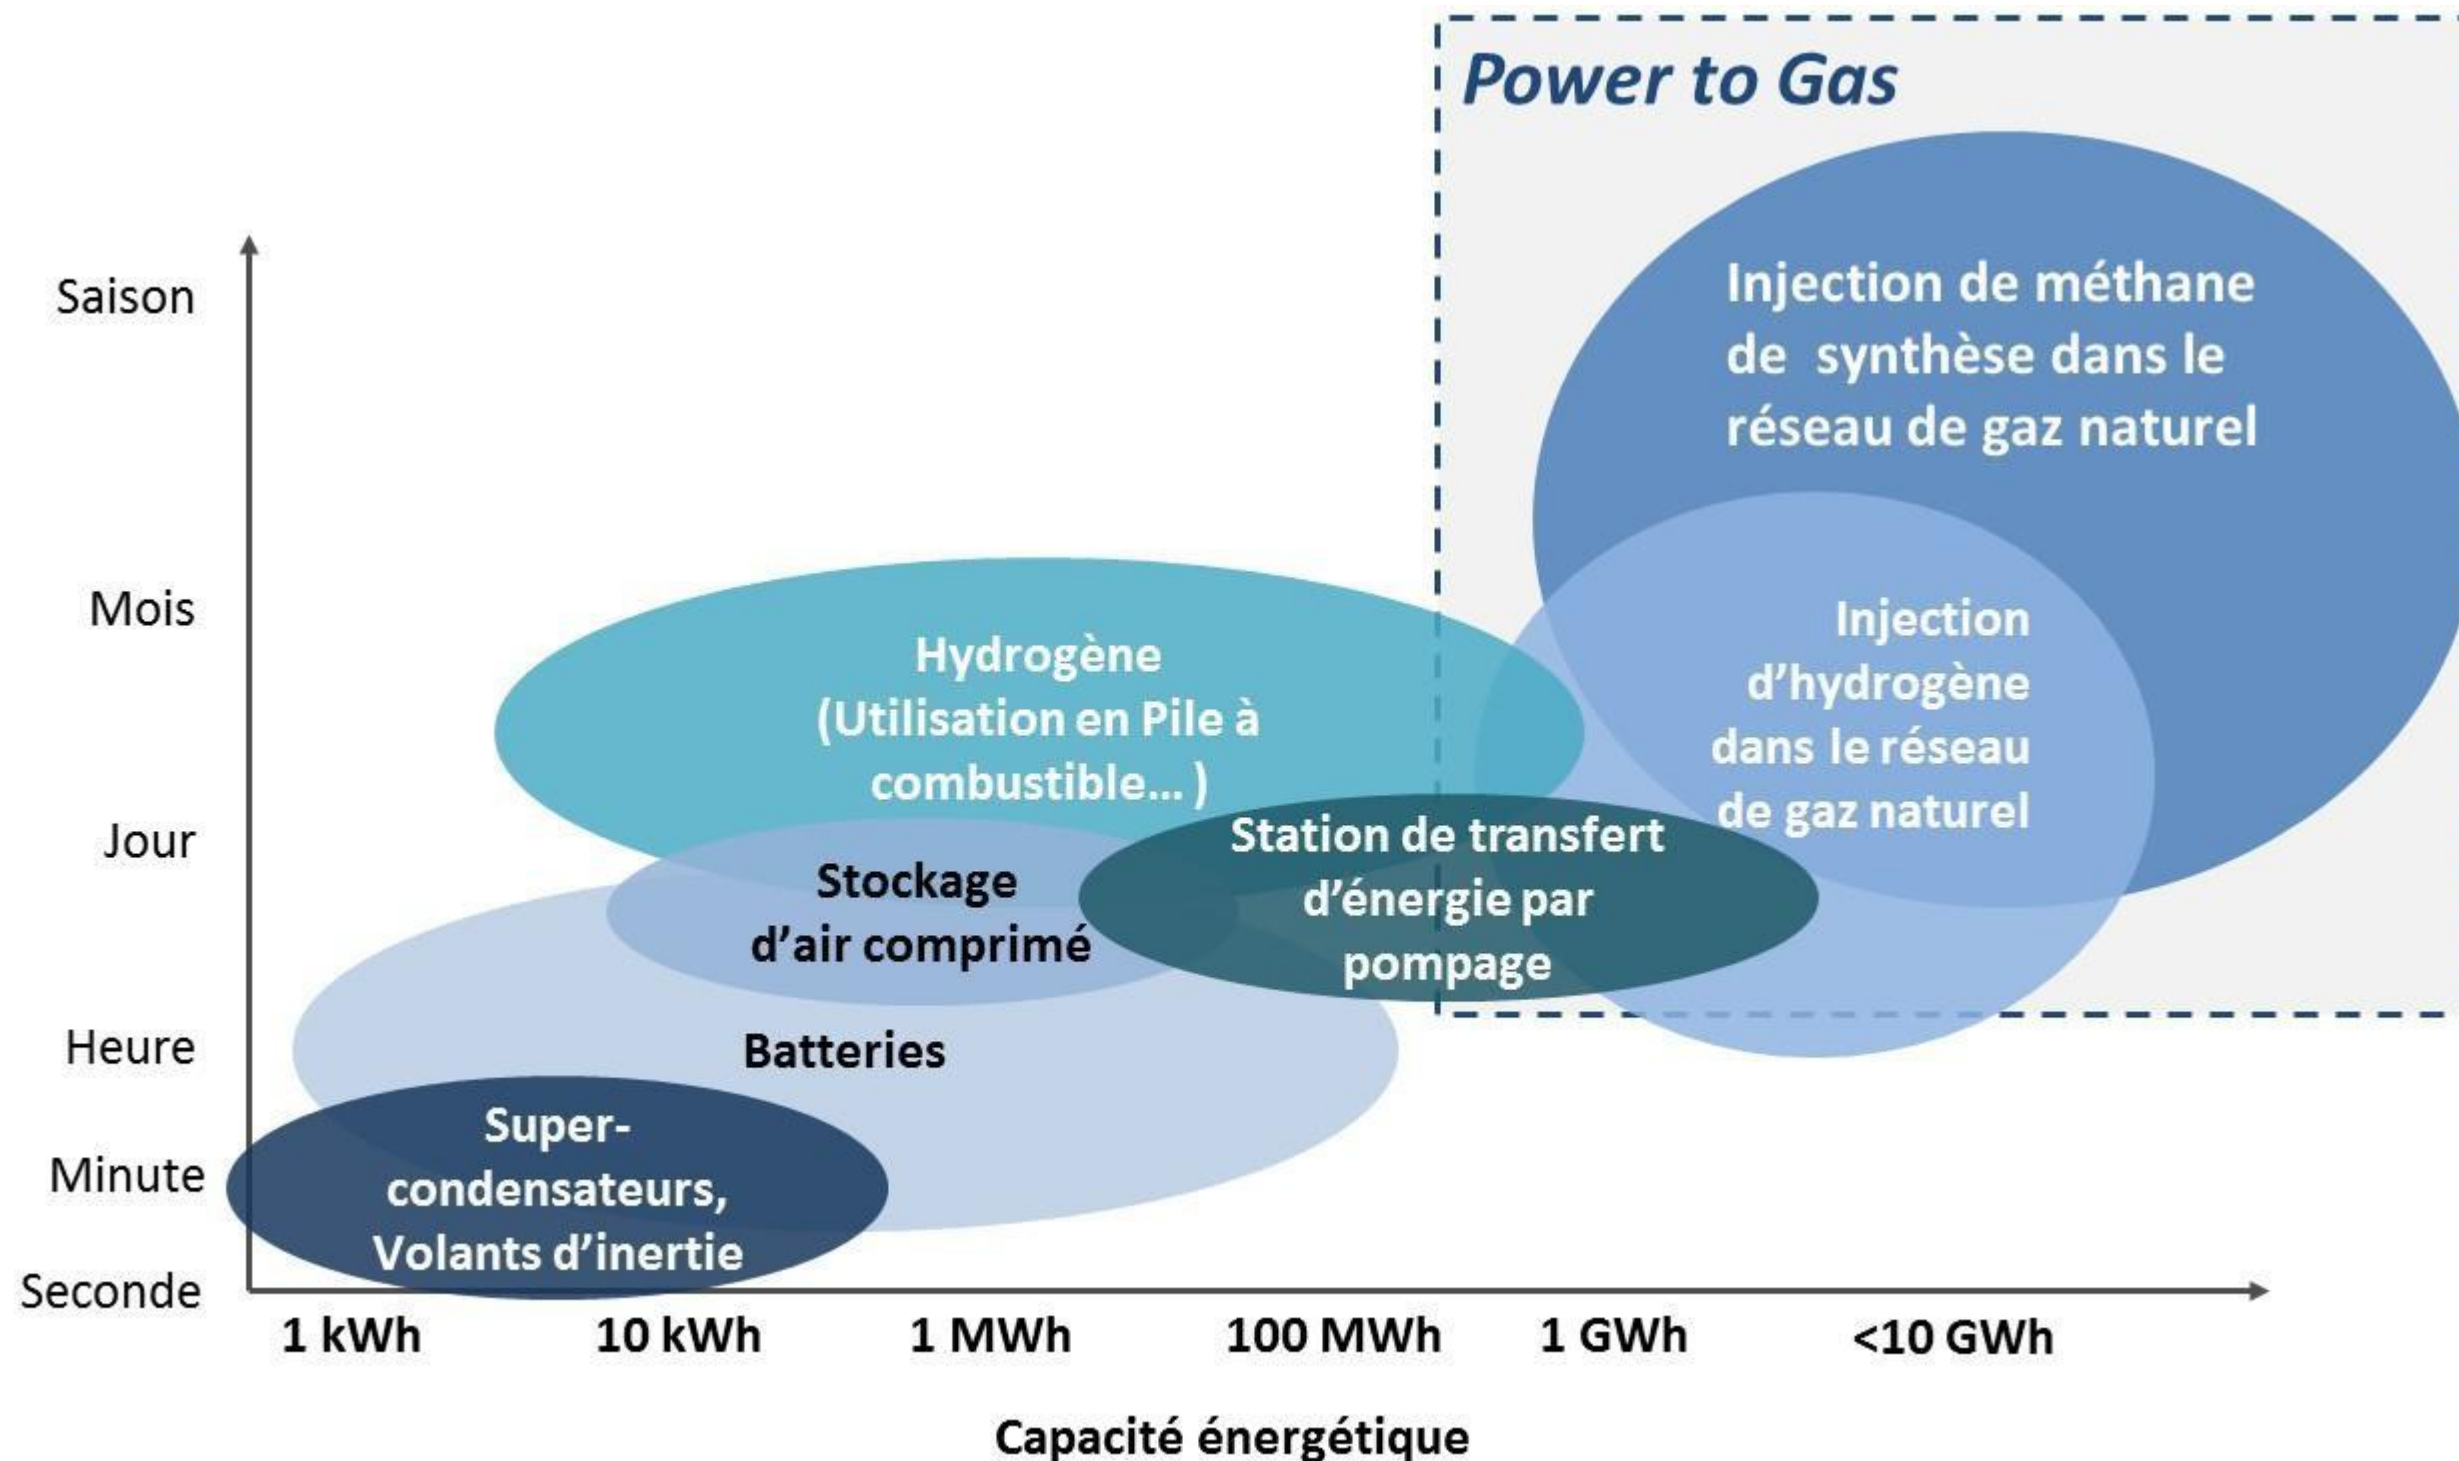 Power to Gas
Saison
Mois
Jour
Heure
Minute
Seconde
Injection de méthane
de synthèse dans le
réseau de gaz naturel
Injection
d'hydrogène
dans le réseau
de gaz naturel
Hydrogène
(Utilisation en Pile à
combustible... )
Station de transfert
d'énergie par
pompage
Stockage
d'air comprimé
Batteries
Super-
condensateurs,
Volants d'inertie
1 kWh
10 kWh
1 MWh
100 MWh
1 GWh
<10 GWh
Capacité énergétique